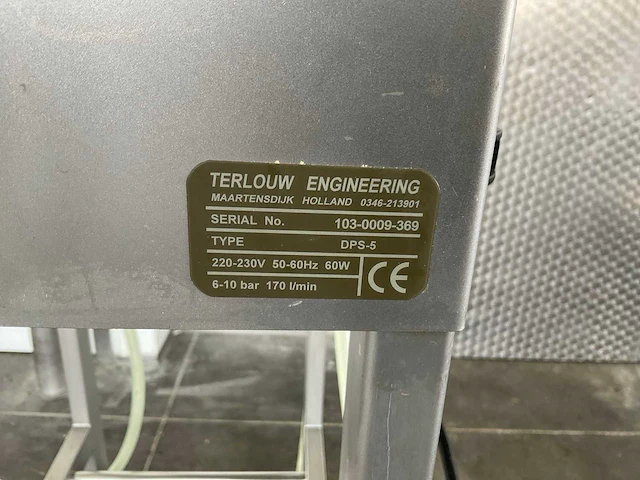 TERLOUW ENGINEERING
MAARTENSDIJK HOLLAND 0346-213901
SERIAL No. 103-0009-369
TYPE DPS-5
220-230V 50-60Hz 60W
6-10 bar 170 l/min
CE